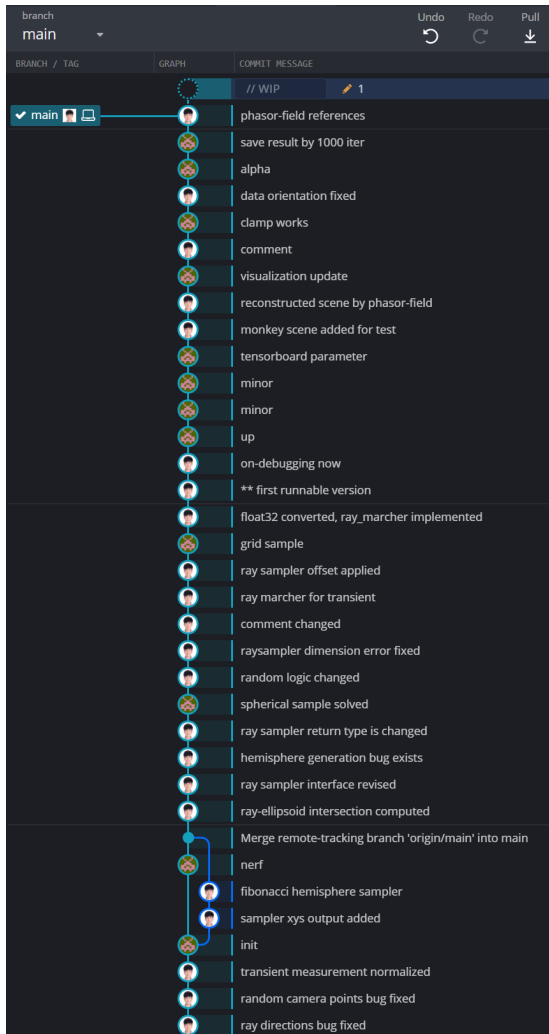 branch
main
Undo
Redo
Pull
BRANCH / TAG
GRAPH
COMMIT MESSAGE
// WIP
1
main
phasor-field references
save result by 1000 iter
alpha
data orientation fixed
clamp works
comment
visualization update
reconstructed scene by phasor-field
monkey scene added for test
tensorboard parameter
minor
minor
up
on-debugging now
** first runnable version
float32 converted, ray_marcher implemented
grid sample
ray sampler offset applied
ray marcher for transient
comment changed
raysampler dimension error fixed
random logic changed
spherical sample solved
ray sampler return type is changed
hemisphere generation bug exists
ray sampler interface revised
ray-ellipsoid intersection computed
Merge remote-tracking branch 'origin/main' into main
nerf
fibonacci hemisphere sampler
sampler xys output added
init
transient measurement normalized
random camera points bug fixed
ray directions bug fixed